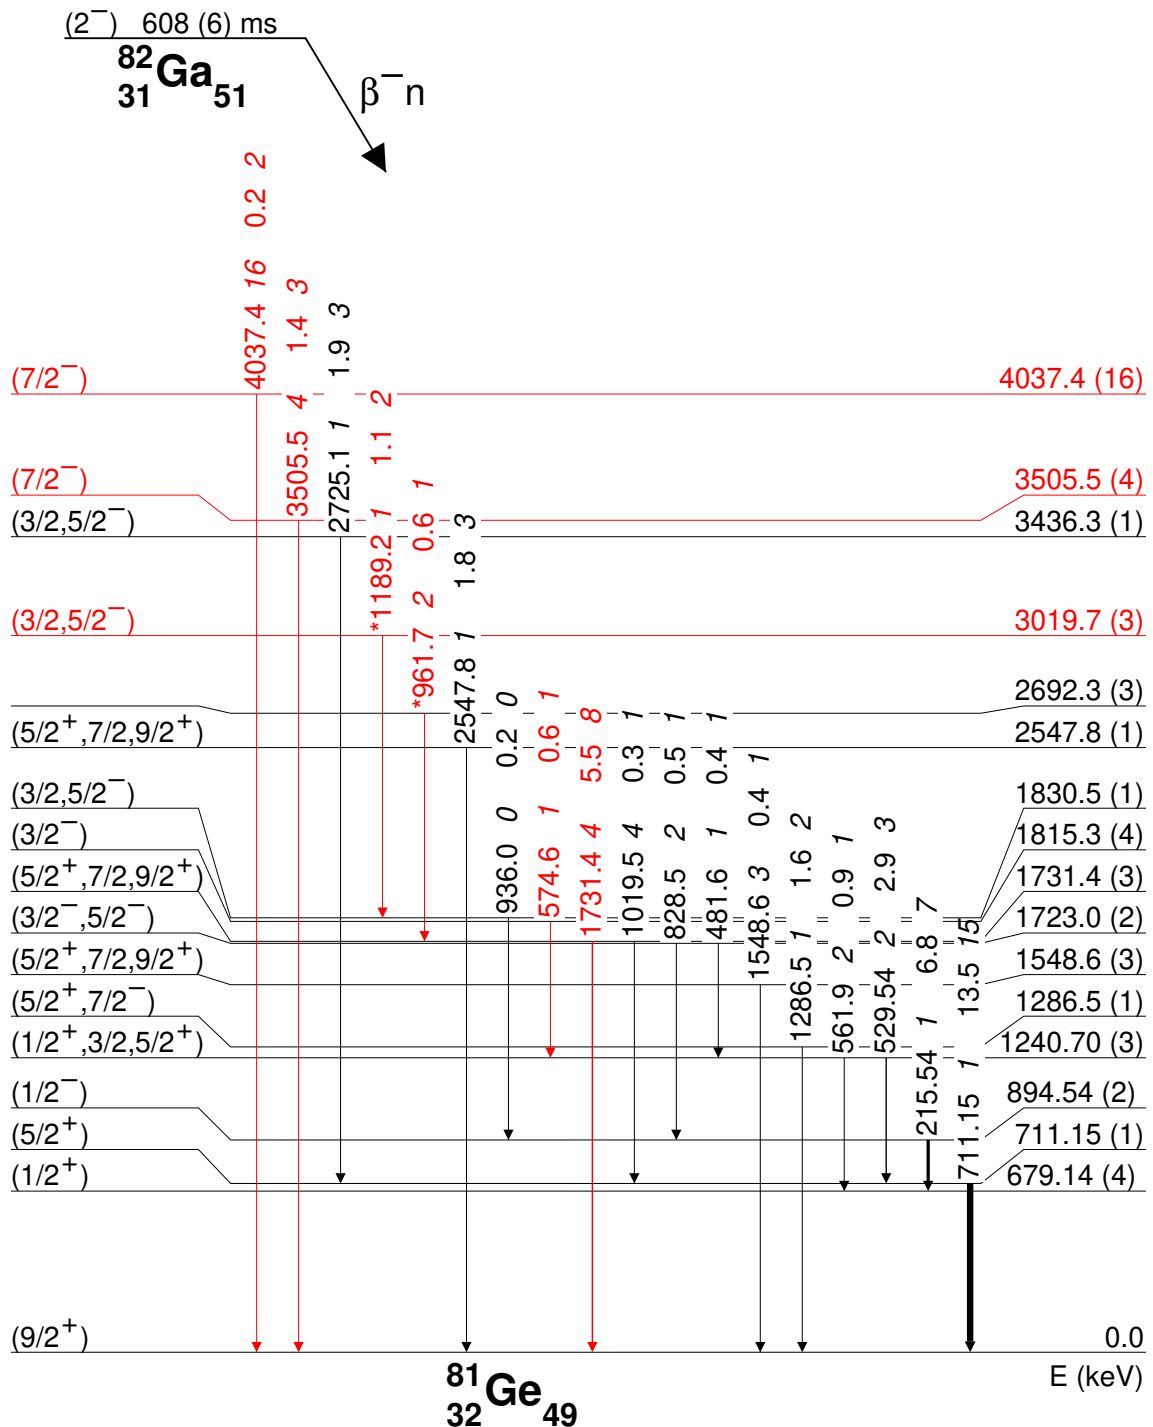 (2⁻) 608 (6) ms
⁸²₃₁Ga₅₁
β⁻n
4037.4 16 0.2 2
3505.5 4 1.4 3
2725.1 1 1.9 3
*1189.2 1 1.1 2
*961.7 2 0.6 1
2547.8 1 1.8 3
936.0 0 0.2 0
574.6 1 0.6 1
1731.4 4 5.5 8
1019.5 4 0.3 1
828.5 2 0.5 1
481.6 1 0.4 1
1548.6 3 0.4 1
1286.5 1 1.6 2
561.9 2 0.9 1
529.54 2 2.9 3
215.54 1 6.8 7
711.15 1 13.5 15
(7/2⁻) 4037.4 (16)
(7/2⁻) 3505.5 (4)
(3/2,5/2⁻) 3436.3 (1)
(3/2,5/2⁻) 3019.7 (3)
2692.3 (3)
(5/2⁺,7/2,9/2⁺) 2547.8 (1)
(3/2,5/2⁻) 1830.5 (1)
(3/2⁻) 1815.3 (4)
(5/2⁺,7/2,9/2⁺) 1731.4 (3)
(3/2⁻,5/2⁻) 1723.0 (2)
(5/2⁺,7/2,9/2⁺) 1548.6 (3)
(5/2⁺,7/2⁻) 1286.5 (1)
(1/2⁺,3/2,5/2⁺) 1240.70 (3)
(1/2⁻) 894.54 (2)
(5/2⁺) 711.15 (1)
(1/2⁺) 679.14 (4)
(9/2⁺) 0.0
E (keV)
⁸¹₃₂Ge₄₉